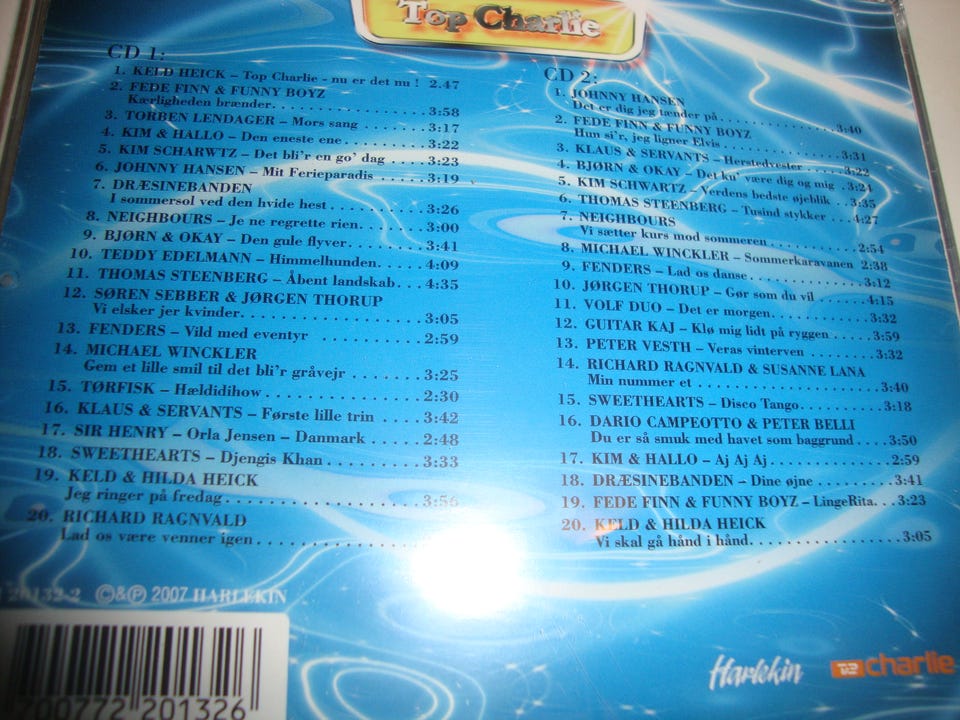 Top Charlie
CD 1:
1. KELD HEICK – Top Charlie - nu er det nu ! 2.47
2. FEDE FINN & FUNNY BOYZ
Kærligheden brænder. . . . . . . . . . . . . . . . . . . . 3:58
3. TORBEN LENDAGER – Mors sang . . . . . . . . . 3:17
4. KIM & HALLO – Den eneste ene. . . . . . . . . . . . 3:22
5. KIM SCHARWTZ – Det bli'r en go' dag . . . . . 3:23
6. JOHNNY HANSEN – Mit Ferieparadis . . . . . . 3:19
7. DRÆSINEBANDEN
I sommersol ved den hvide hest. . . . . . . . . . . . 3:26
8. NEIGHBOURS – Je ne regrette rien. . . . . . . . 3:00
9. BJØRN & OKAY – Den gule flyver. . . . . . . . . . 3:41
10. TEDDY EDELMANN – Himmelhunden. . . . . 4:09
11. THOMAS STEENBERG – Åbent landskab. . . 4:35
12. SØREN SEBBER & JØRGEN THORUP
Vi elsker jer kvinder. . . . . . . . . . . . . . . . . . . . . 3:05
13. FENDERS – Vild med eventyr . . . . . . . . . . . . 2:59
14. MICHAEL WINCKLER
Gem et lille smil til det bli'r gråvejr . . . . . . . . 3:25
15. TØRFISK – Hældidihow. . . . . . . . . . . . . . . . . 2:30
16. KLAUS & SERVANTS – Første lille trin . . . . . 3:42
17. SIR HENRY – Orla Jensen – Danmark . . . . . . 2:48
18. SWEETHEARTS – Djengis Khan . . . . . . . . . . 3:33
19. KELD & HILDA HEICK
Jeg ringer på fredag . . . . . . . . . . . . . . . . . . . . 3:56
20. RICHARD RAGNVALD
Lad os være venner igen . . . . . . . . . . . . . . . .
©&℗ 2007 HARLEKIN
700772 201326
CD 2:
1. JOHNNY HANSEN
Det er dig jeg tænder på . . . . . . . . . . . . . . . . 3:40
2. FEDE FINN & FUNNY BOYZ
Hun si'r, jeg ligner Elvis . . . . . . . . . . . . . . . . 3:31
3. KLAUS & SERVANTS – Herstedvester . . . . . 3:22
4. BJØRN & OKAY – Det ku' være dig og mig . 3:24
5. KIM SCHWARTZ – Verdens bedste øjeblik . . 3:35
6. THOMAS STEENBERG – Tusind stykker . . . 4:27
7. NEIGHBOURS
Vi sætter kurs mod sommeren. . . . . . . . . . . . 2:54
8. MICHAEL WINCKLER – Sommerkaravanen 2:38
9. FENDERS – Lad os danse. . . . . . . . . . . . . . . 3:12
10. JØRGEN THORUP – Gør som du vil . . . . . . 4:15
11. VOLF DUO – Det er morgen. . . . . . . . . . . . . 3:32
12. GUITAR KAJ – Klø mig lidt på ryggen . . . . 3:59
13. PETER VESTH – Veras vinterven . . . . . . . . 3:32
14. RICHARD RAGNVALD & SUSANNE LANA
Min nummer et . . . . . . . . . . . . . . . . . . . . . . . 3:40
15. SWEETHEARTS – Disco Tango. . . . . . . . . . . 3:18
16. DARIO CAMPEOTTO & PETER BELLI
Du er så smuk med havet som baggrund . . . . 3:50
17. KIM & HALLO – Aj Aj Aj . . . . . . . . . . . . . . . 2:59
18. DRÆSINEBANDEN – Dine øjne . . . . . . . . . . 3:41
19. FEDE FINN & FUNNY BOYZ – LingeRita. . . 3:23
20. KELD & HILDA HEICK
Vi skal gå hånd i hånd. . . . . . . . . . . . . . . . . . 3:05
Harlekin
charlie